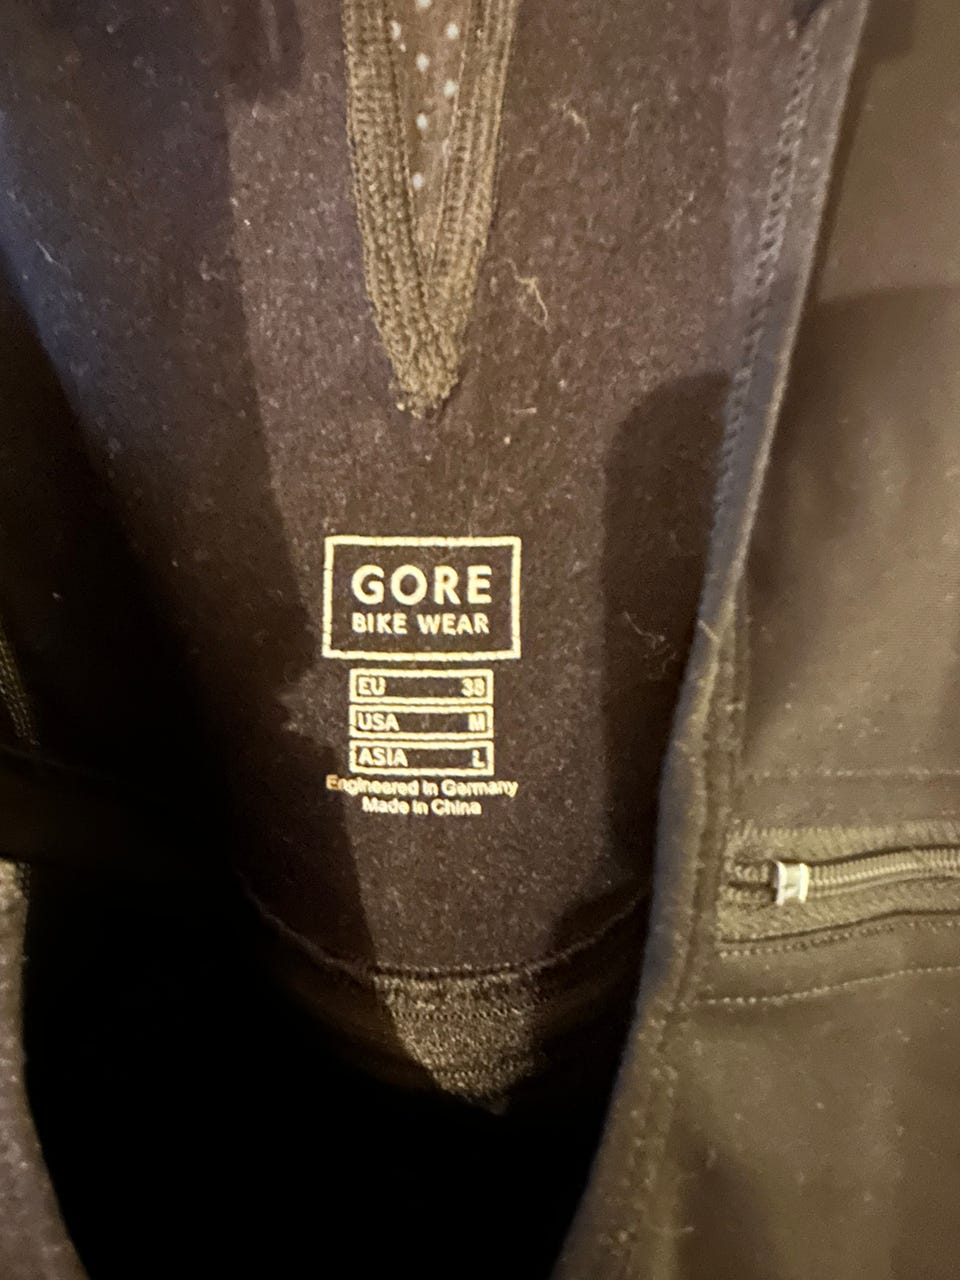 GORE
BIKE WEAR
EU 38
USA M
ASIA L
Engineered in Germany
Made in China